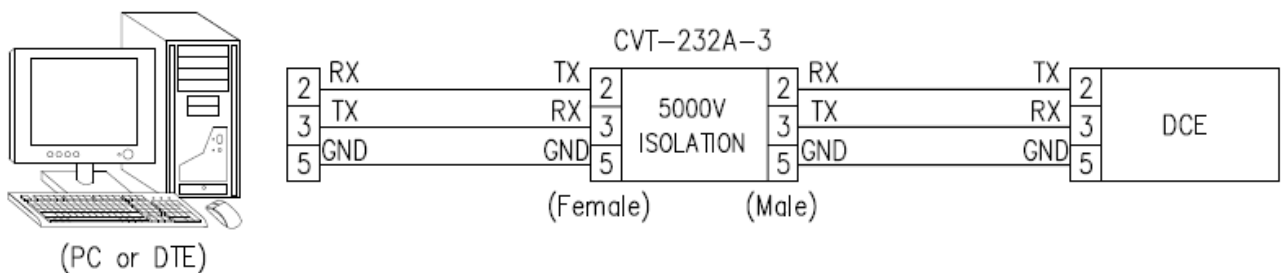 CVT-232A-3
2 RX TX 2 2 RX TX 2
3 TX RX 3 5000V ISOLATION 3 TX RX 3 DCE
5 GND GND 5 5 GND GND 5
(Female) (Male)
(PC or DTE)